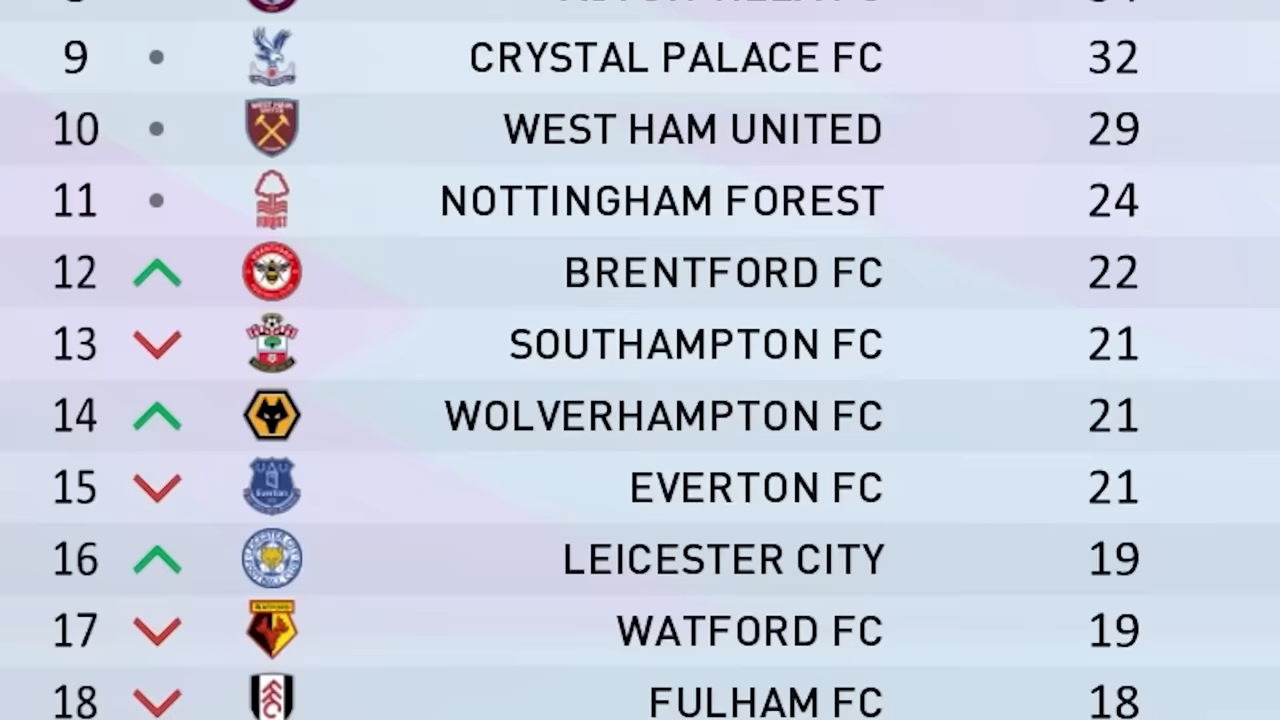 9 CRYSTAL PALACE FC 32
10 WEST HAM UNITED 29
11 NOTTINGHAM FOREST 24
12 BRENTFORD FC 22
13 SOUTHAMPTON FC 21
14 WOLVERHAMPTON FC 21
15 EVERTON FC 21
16 LEICESTER CITY 19
17 WATFORD FC 19
18 FULHAM FC 18